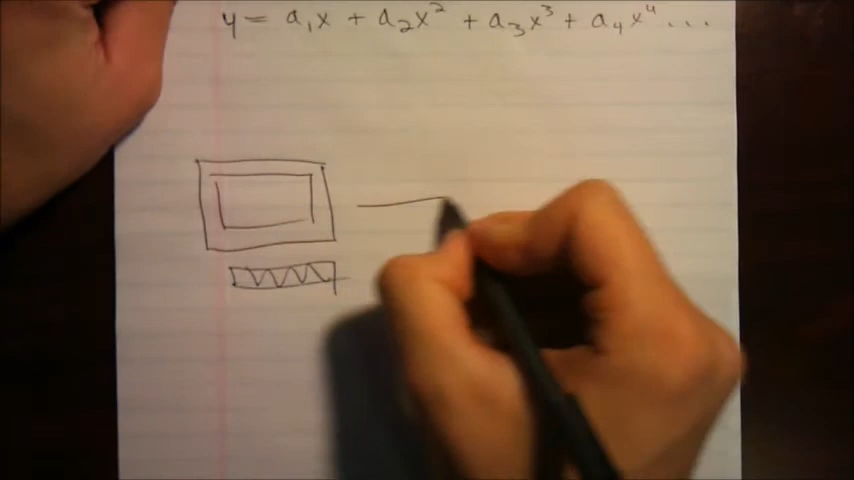 y = a₁x + a₂x² + a₃x³ + a₄x⁴ ...